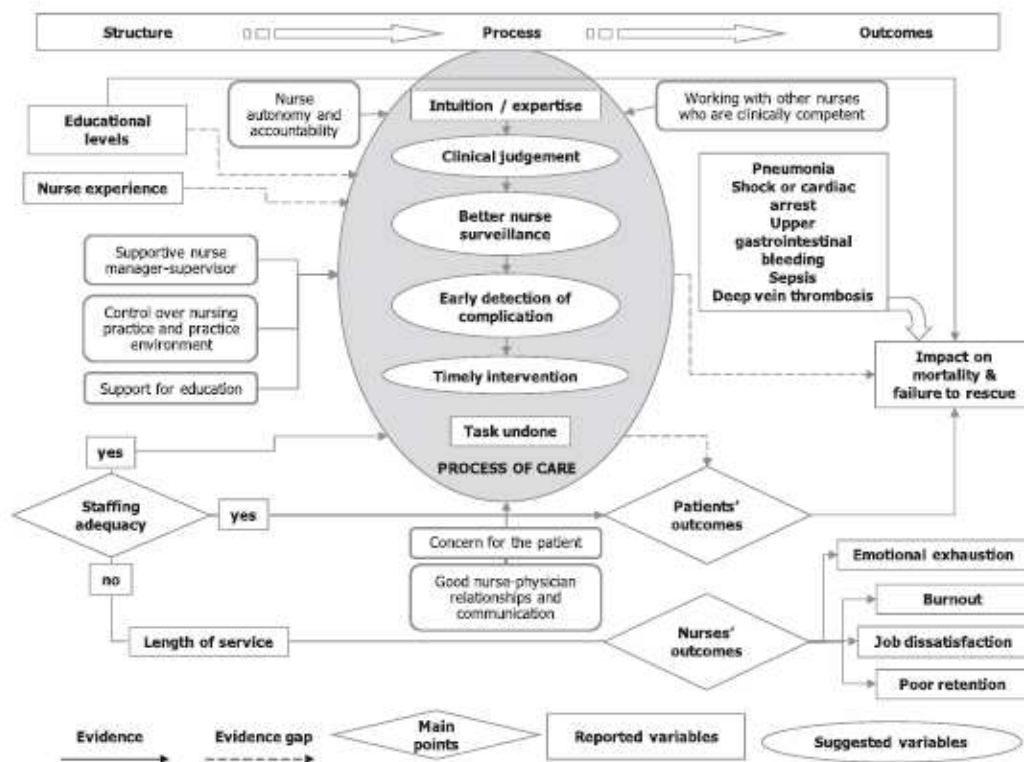 Structure
Process
Outcomes
Nurse
autonomy and
accountability
Intuition / expertise
Working with other nurses
who are clinically competent
Educational
levels
Clinical judgement
Nurse experience
Better nurse
surveillance
Pneumonia
Shock or cardiac
arrest
Upper
gastrointestinal
bleeding
Sepsis
Deep vein thrombosis
Supportive nurse
manager-supervisor
Control over nursing
practice and practice
environment
Support for education
Early detection of
complication
Timely intervention
Impact on
mortality &
failure to rescue
Task undone
PROCESS OF CARE
yes
Staffing
adequacy
yes
no
Patients'
outcomes
Concern for the patient
Good nurse-physician
relationships and
communication
Length of service
Nurses'
outcomes
Emotional exhaustion
Burnout
Job dissatisfaction
Poor retention
Evidence
Evidence gap
Main
points
Reported variables
Suggested variables